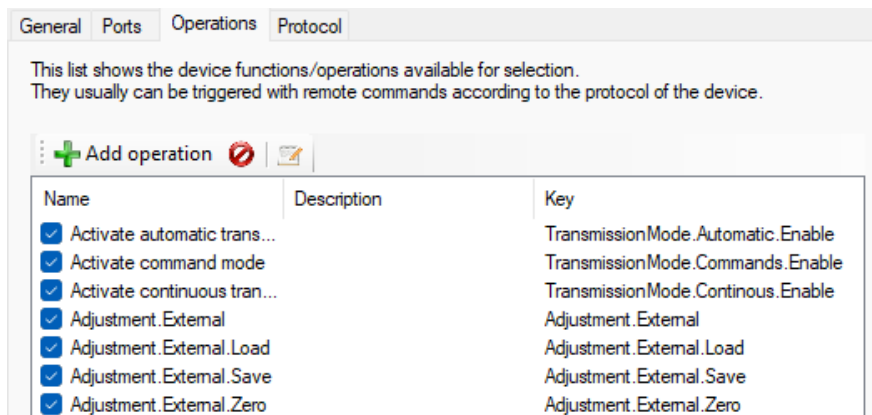 General Ports Operations Protocol
This list shows the device functions/operations available for selection.
They usually can be triggered with remote commands according to the protocol of the device.
Add operation
Name Description Key
Activate automatic trans... TransmissionMode.Automatic.Enable
Activate command mode TransmissionMode.Commands.Enable
Activate continuous tran... TransmissionMode.Continous.Enable
Adjustment.External Adjustment.External
Adjustment.External.Load Adjustment.External.Load
Adjustment.External.Save Adjustment.External.Save
Adjustment.External.Zero Adjustment.External.Zero